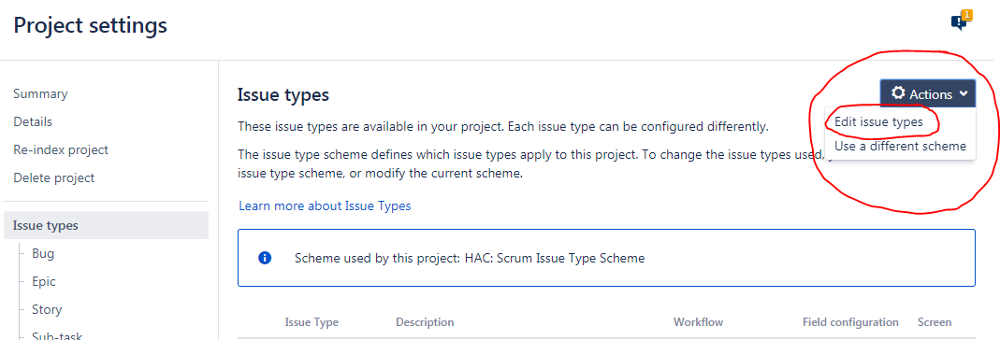 Project settings
1
Summary
Details
Re-index project
Delete project
Issue types
Bug
Epic
Story
Sub-task
Issue types
Actions
Edit issue types
Use a different scheme
These issue types are available in your project. Each issue type can be configured differently.
The issue type scheme defines which issue types apply to this project. To change the issue types used,
issue type scheme, or modify the current scheme.
Learn more about Issue Types
Scheme used by this project: HAC: Scrum Issue Type Scheme
Issue Type Description Workflow Field configuration Screen